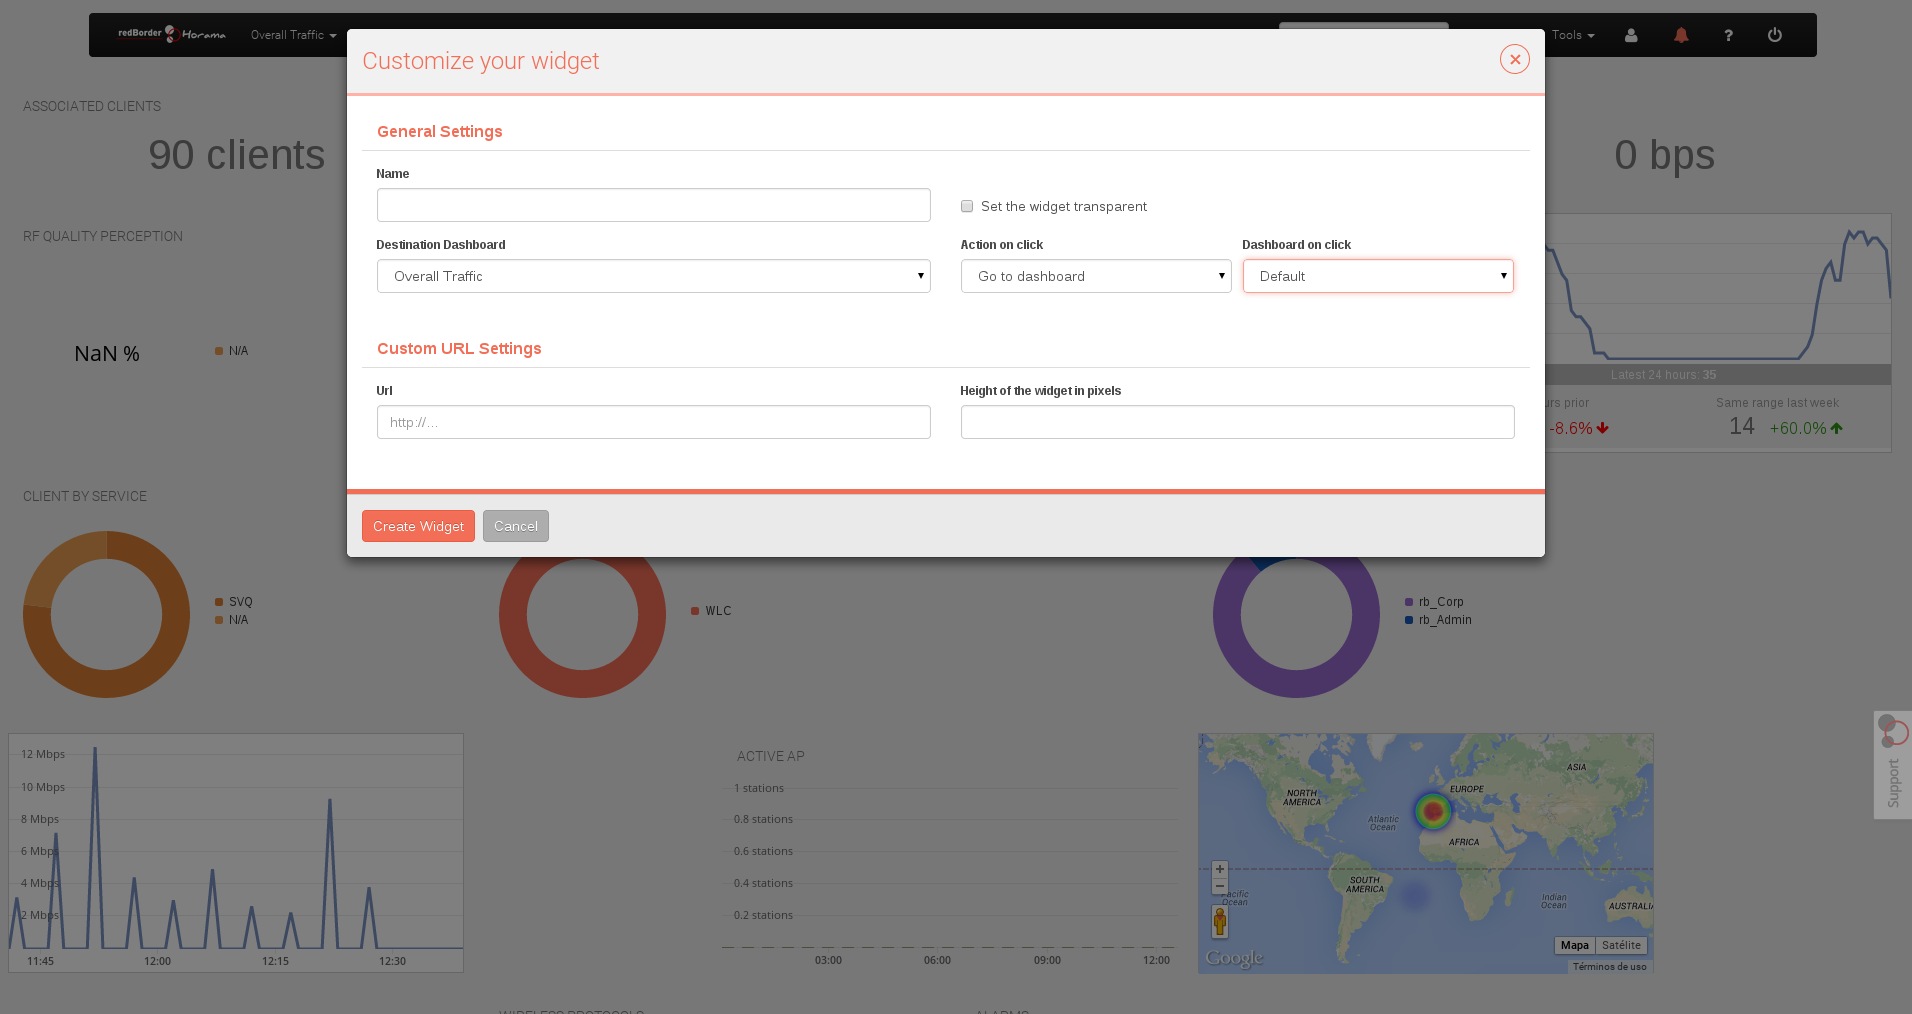 redBorder Horama Overall Traffic Tools ?
Customize your widget
General Settings
Name
Set the widget transparent
Destination Dashboard Action on click Dashboard on click
Overall Traffic Go to dashboard Default
Custom URL Settings
Url Height of the widget in pixels
http://...
Create Widget Cancel
ASSOCIATED CLIENTS
90 clients
0 bps
RF QUALITY PERCEPTION
NaN %
N/A
Latest 24 hours: 35
prior Same range last week
-8.6% 14 +60.0%
CLIENT BY SERVICE
SVQ
N/A
WLC
rb_Corp
rb_Admin
Support
12 Mbps
10 Mbps
8 Mbps
6 Mbps
4 Mbps
2 Mbps
11:45 12:00 12:15 12:30
ACTIVE AP
1 stations
0.8 stations
0.6 stations
0.4 stations
0.2 stations
03:00 06:00 09:00 12:00
ASIA
EUROPE
NORTH
AMERICA
Atlantic
Ocean
AFRICA
SOUTH
AMERICA
Pacific
Ocean
Indian
Ocean
AUSTRALIA
+
−
Mapa Satélite
Google
Términos de uso
WIRELESS PROTOCOLS ALARMS